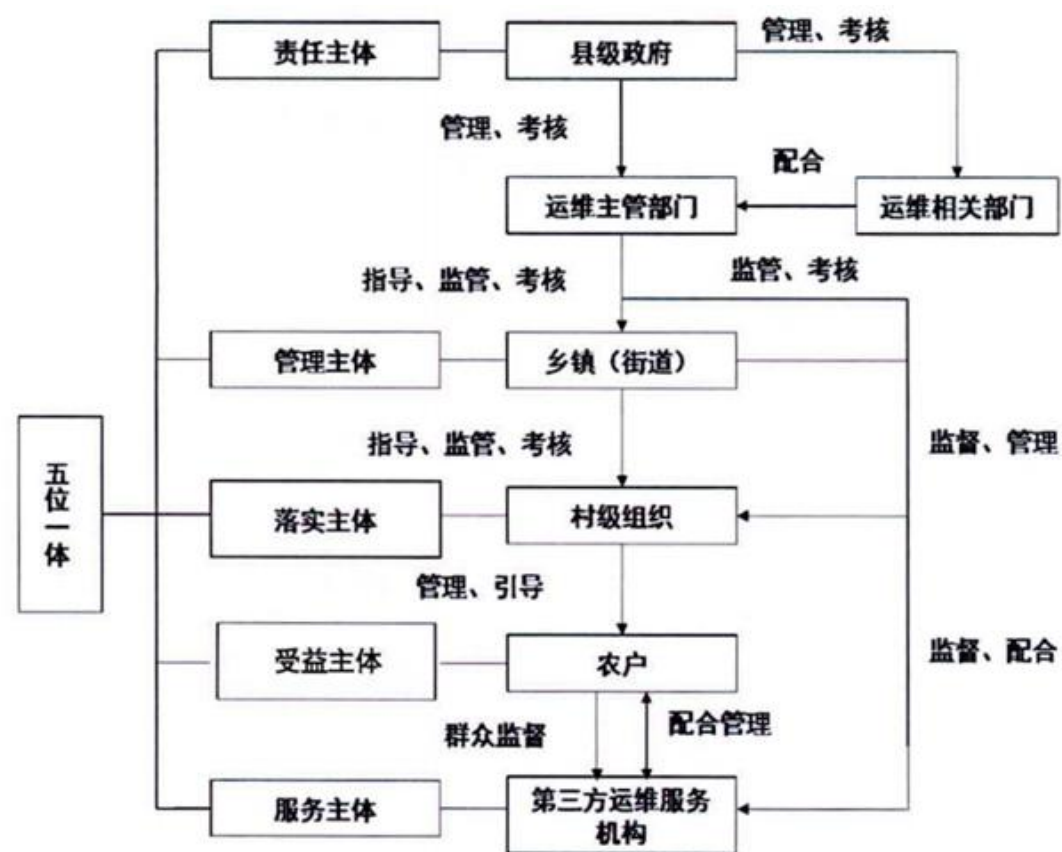 责任主体
县级政府
管理、考核
管理、考核
配合
运维主管部门
运维相关部门
指导、监管、考核
监管、考核
管理主体
乡镇（街道）
指导、监管、考核
监督、管理
五位一体
落实主体
村级组织
管理、引导
受益主体
农户
监督、配合
群众监督
配合管理
服务主体
第三方运维服务
机构